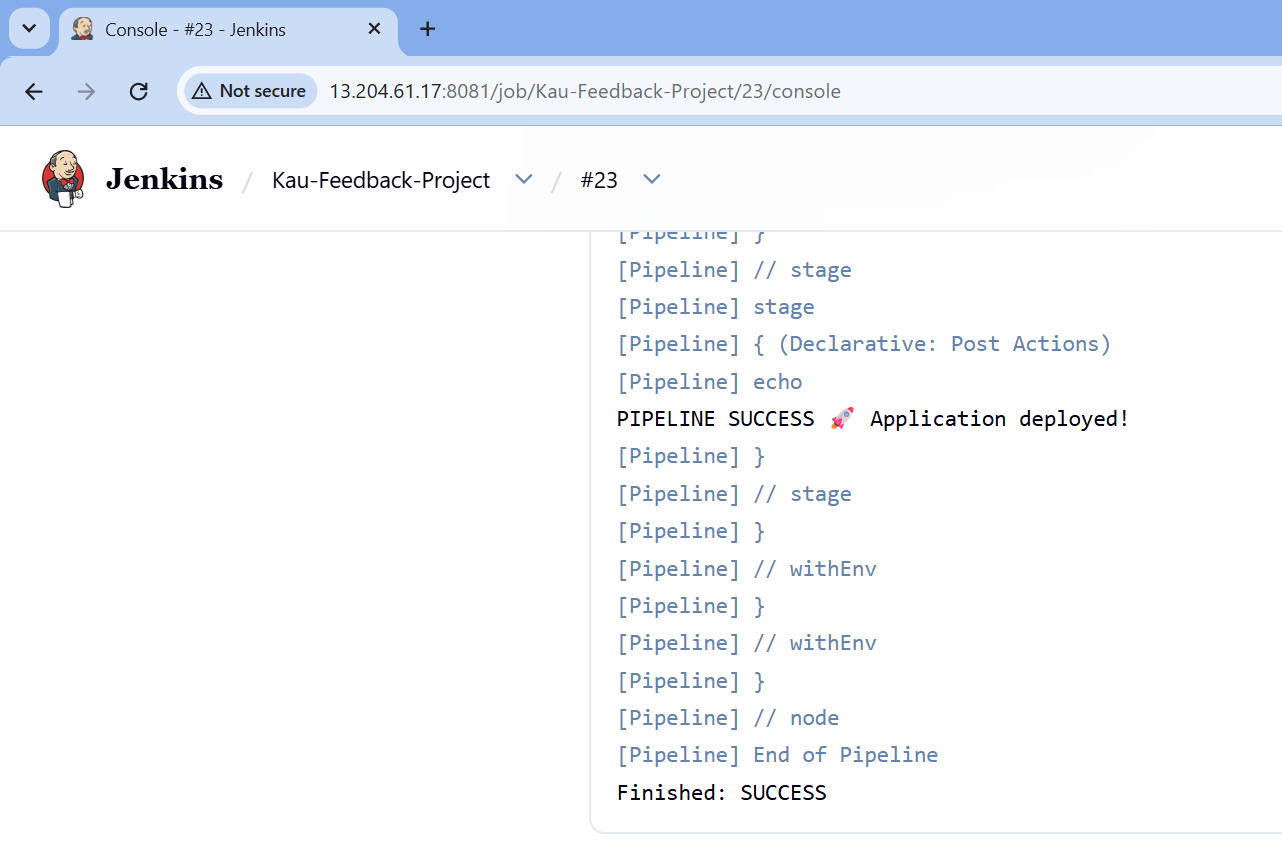 Console - #23 - Jenkins
Not secure 13.204.61.17:8081/job/Kau-Feedback-Project/23/console
Jenkins / Kau-Feedback-Project / #23
[Pipeline] }
[Pipeline] // stage
[Pipeline] stage
[Pipeline] { (Declarative: Post Actions)
[Pipeline] echo
PIPELINE SUCCESS 🚀 Application deployed!
[Pipeline] }
[Pipeline] // stage
[Pipeline] }
[Pipeline] // withEnv
[Pipeline] }
[Pipeline] // withEnv
[Pipeline] }
[Pipeline] // node
[Pipeline] End of Pipeline
Finished: SUCCESS